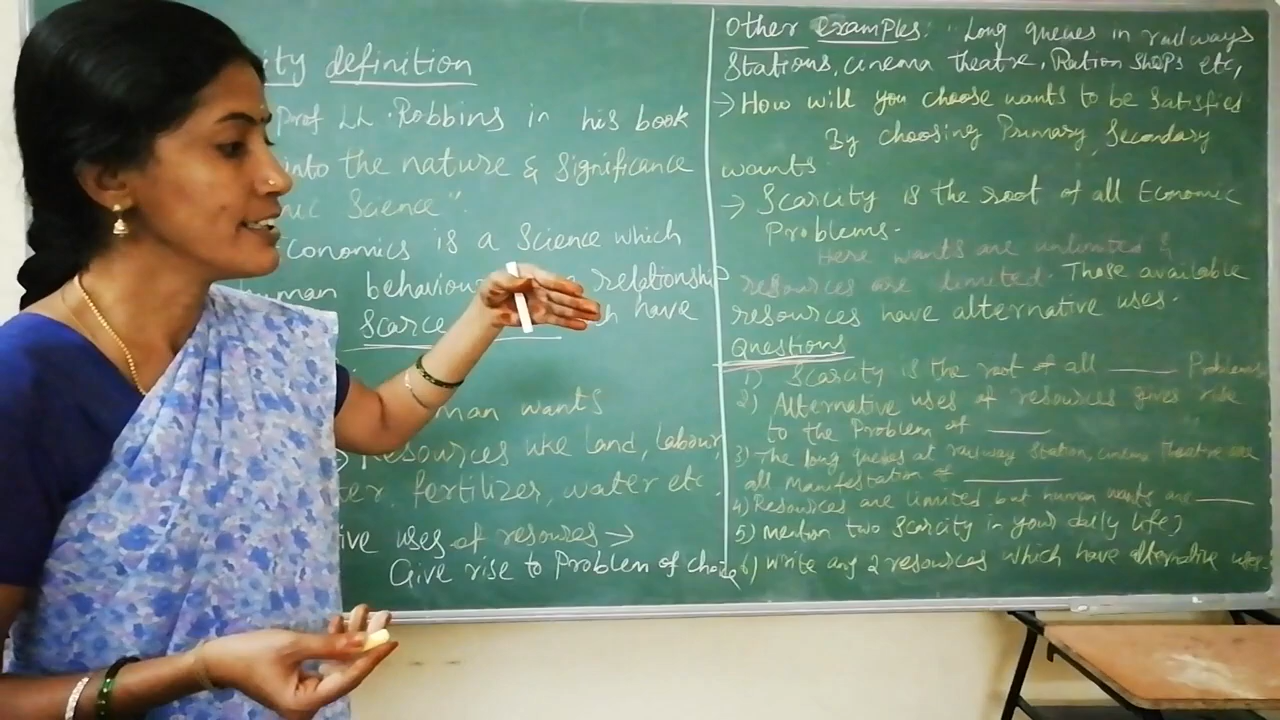 ity definition
Prof LL. Robbins in his book
into the nature & significance
nic Science".
conomics is a Science which
human behaviour relationship
Scarce have
man wants
Resources like land, labour,
ter, fertilizer, water etc.
ive uses of resources →
Give rise to Problem of choice
Other examples: "Long queues in railways
Stations, cinema theatre, Ration Shops etc,
→ How will you choose wants to be satisfied
By choosing Primary, Secondary
wants
→ Scarcity is the root of all Economic
Problems.
Here wants are unlimited &
resources are limited. Those available
resources have alternative uses.
Questions
1) Scarcity is the root of all ____ Problems
2) Alternative uses of resources gives rise
to the Problem of ____
3) The long queues at railway Station, cinema theatre are
all manifestation of ____
4) Resources are limited but human wants are ____
5) Mention two Scarcity in your daily life?
6) Write any 2 resources which have alternative uses.